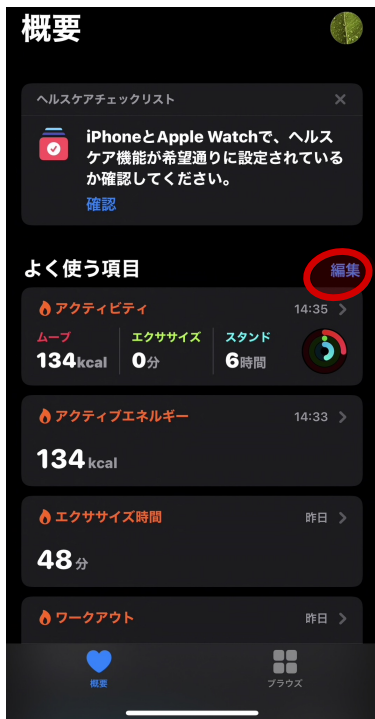 概要
ヘルスケアチェックリスト
iPhoneとApple Watchで、ヘルス
ケア機能が希望通りに設定されている
か確認してください。
確認
よく使う項目 編集
アクティビティ 14:35
ムーブ エクササイズ スタンド
134kcal 0分 6時間
アクティブエネルギー 14:33
134 kcal
エクササイズ時間 昨日
48分
ワークアウト 昨日
概要 ブラウズ